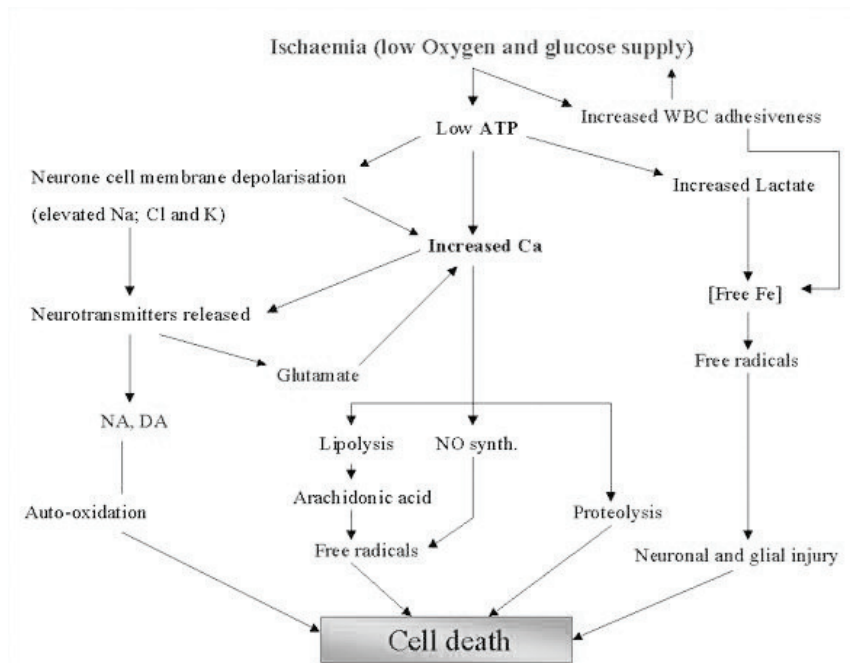 Ischaemia (low Oxygen and glucose supply)
Increased WBC adhesiveness
Low ATP
Neurone cell membrane depolarisation
Increased Lactate
(elevated Na; Cl and K)
Increased Ca
[Free Fe]
Neurotransmitters released
Free radicals
Glutamate
NA, DA
Lipolysis
NO synth.
Arachidonic acid
Auto-oxidation
Proteolysis
Free radicals
Neuronal and glial injury
Cell death